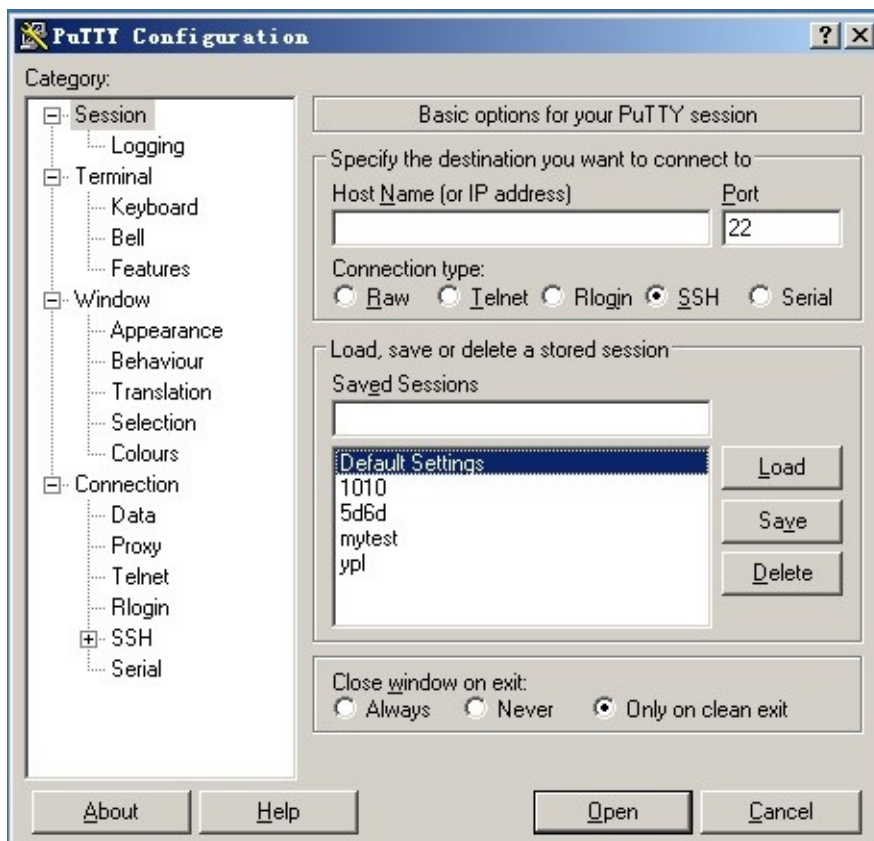 PuTTY Configuration
Category:
Session
Logging
Terminal
Keyboard
Bell
Features
Window
Appearance
Behaviour
Translation
Selection
Colours
Connection
Data
Proxy
Telnet
Rlogin
SSH
Serial
Basic options for your PuTTY session
Specify the destination you want to connect to
Host Name (or IP address) Port
22
Connection type:
Raw Telnet Rlogin SSH Serial
Load, save or delete a stored session
Saved Sessions
Default Settings
1010
5d6d
mytest
ypl
Load
Save
Delete
Close window on exit:
Always Never Only on clean exit
About Help Open Cancel